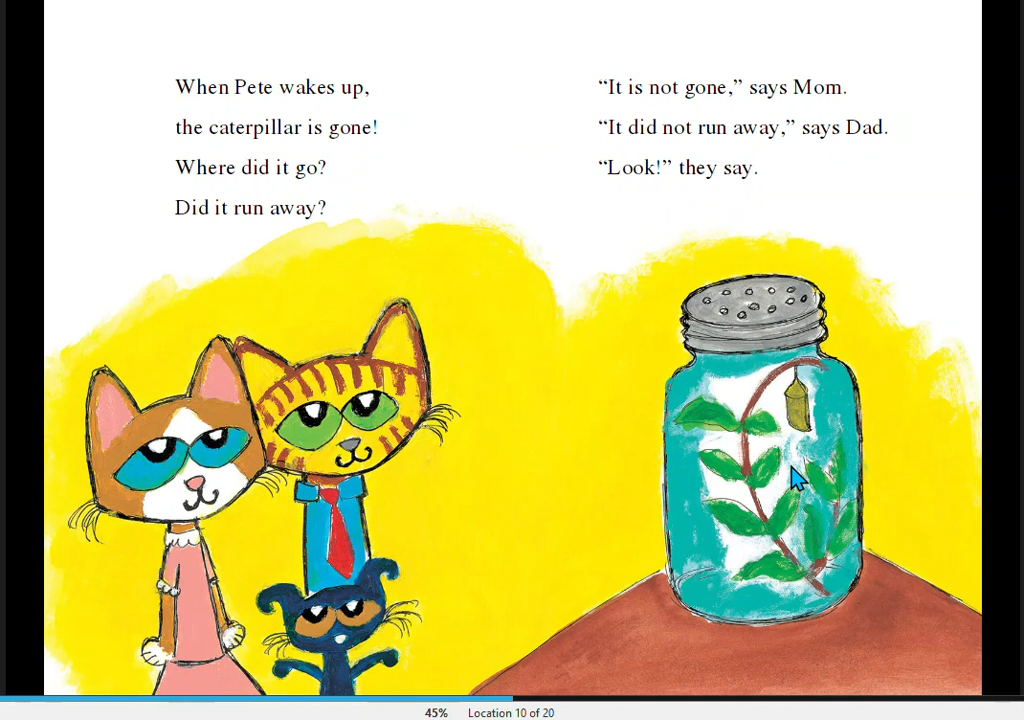 When Pete wakes up,
the caterpillar is gone!
Where did it go?
Did it run away?
“It is not gone,” says Mom.
“It did not run away,” says Dad.
“Look!” they say.
45% Location 10 of 20